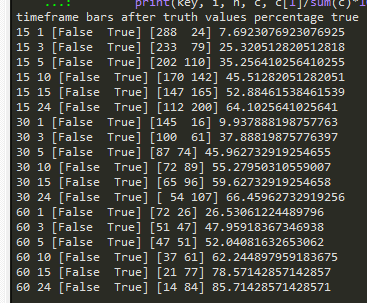 ...:     print(key, i, n, c, c[1]/sum(c)*1
timeframe bars after truth values percentage true
15 1 [False  True] [288  24] 7.6923076923076925
15 3 [False  True] [233  79] 25.320512820512818
15 5 [False  True] [202 110] 35.256410256410255
15 10 [False  True] [170 142] 45.51282051282051
15 15 [False  True] [147 165] 52.88461538461539
15 24 [False  True] [112 200] 64.1025641025641
30 1 [False  True] [145  16] 9.937888198757763
30 3 [False  True] [100  61] 37.88819875776397
30 5 [False  True] [87 74] 45.962732919254655
30 10 [False  True] [72 89] 55.27950310559007
30 15 [False  True] [65 96] 59.62732919254658
30 24 [False  True] [ 54 107] 66.45962732919256
60 1 [False  True] [72 26] 26.53061224489796
60 3 [False  True] [51 47] 47.95918367346938
60 5 [False  True] [47 51] 52.04081632653062
60 10 [False  True] [37 61] 62.244897959183675
60 15 [False  True] [21 77] 78.57142857142857
60 24 [False  True] [14 84] 85.71428571428571